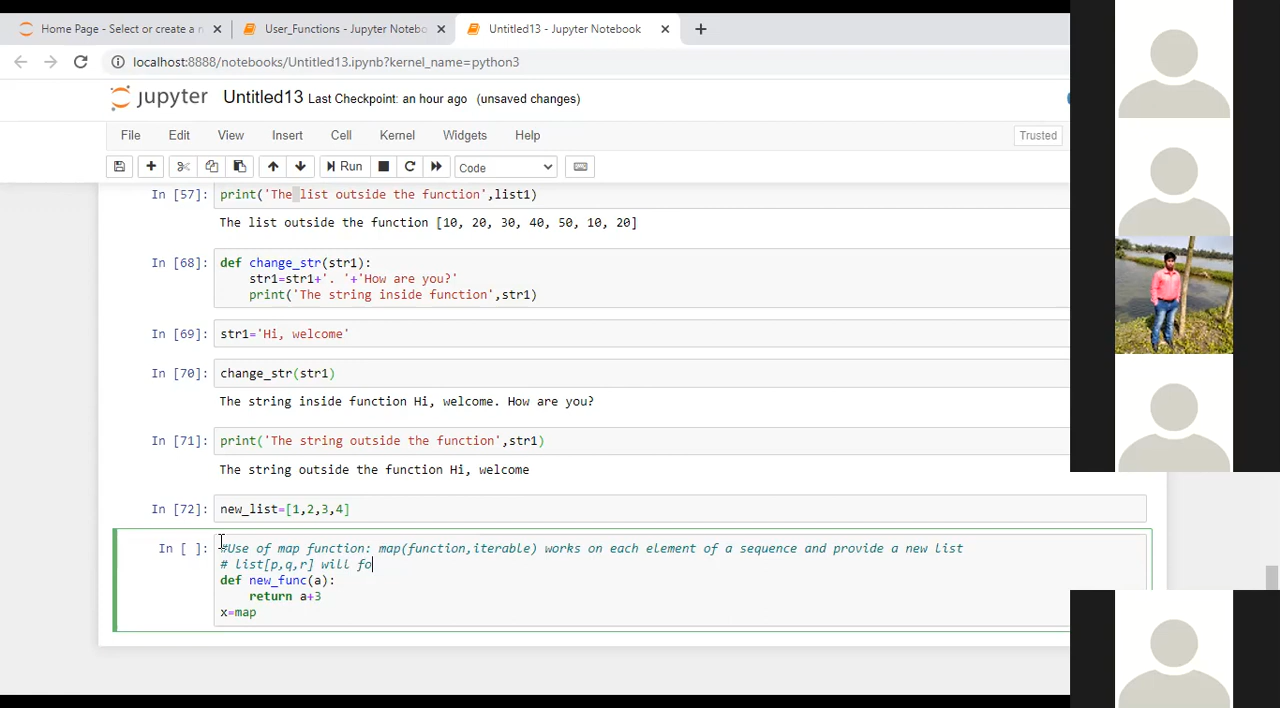 Home Page - Select or create a n
User_Functions - Jupyter Notebo
Untitled13 - Jupyter Notebook
localhost:8888/notebooks/Untitled13.ipynb?kernel_name=python3
jupyter Untitled13 Last Checkpoint: an hour ago (unsaved changes)
File Edit View Insert Cell Kernel Widgets Help
Trusted
Run Code
In [57]: print('The list outside the function',list1)
The list outside the function [10, 20, 30, 40, 50, 10, 20]
In [68]: def change_str(str1):
str1=str1+'. '+'How are you?'
print('The string inside function',str1)
In [69]: str1='Hi, welcome'
In [70]: change_str(str1)
The string inside function Hi, welcome. How are you?
In [71]: print('The string outside the function',str1)
The string outside the function Hi, welcome
In [72]: new_list=[1,2,3,4]
In [ ]: #Use of map function: map(function,iterable) works on each element of a sequence and provide a new list
# list[p,q,r] will fo
def new_func(a):
return a+3
x=map